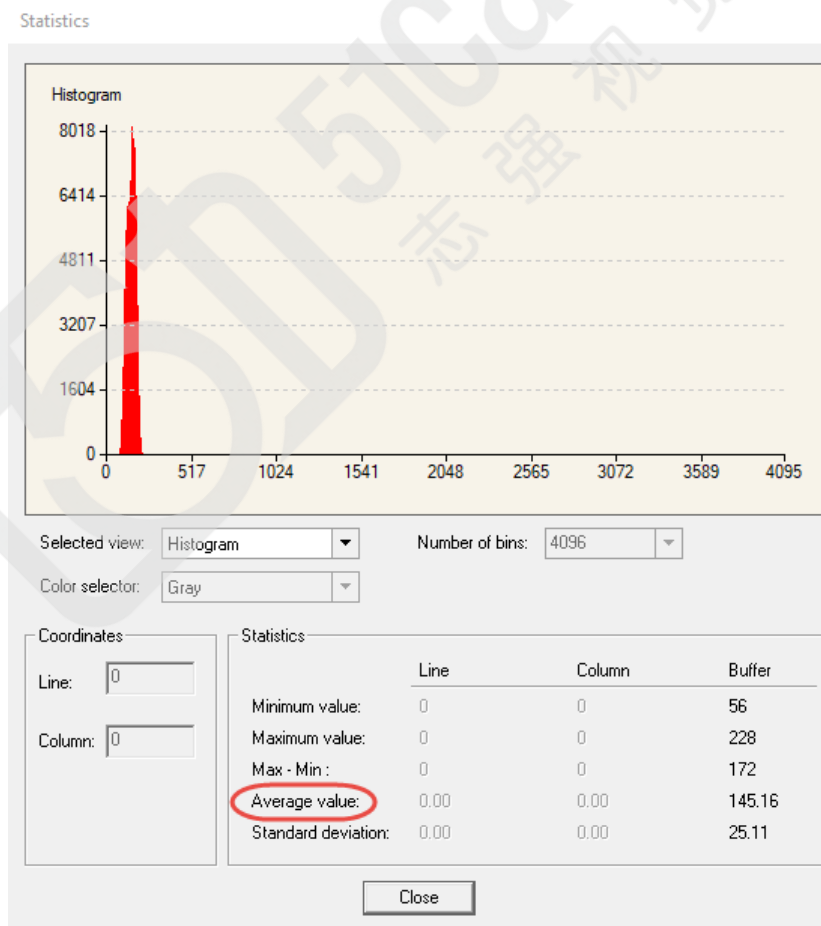 Statistics
Histogram
8018
6414
4811
3207
1604
0
0 517 1024 1541 2048 2565 3072 3589 4095
Selected view: Histogram Number of bins: 4096
Color selector: Gray
Coordinates
Line: 0
Column: 0
Statistics
Line Column Buffer
Minimum value: 0 0 56
Maximum value: 0 0 228
Max - Min : 0 0 172
Average value: 0.00 0.00 145.16
Standard deviation: 0.00 0.00 25.11
Close
志强视